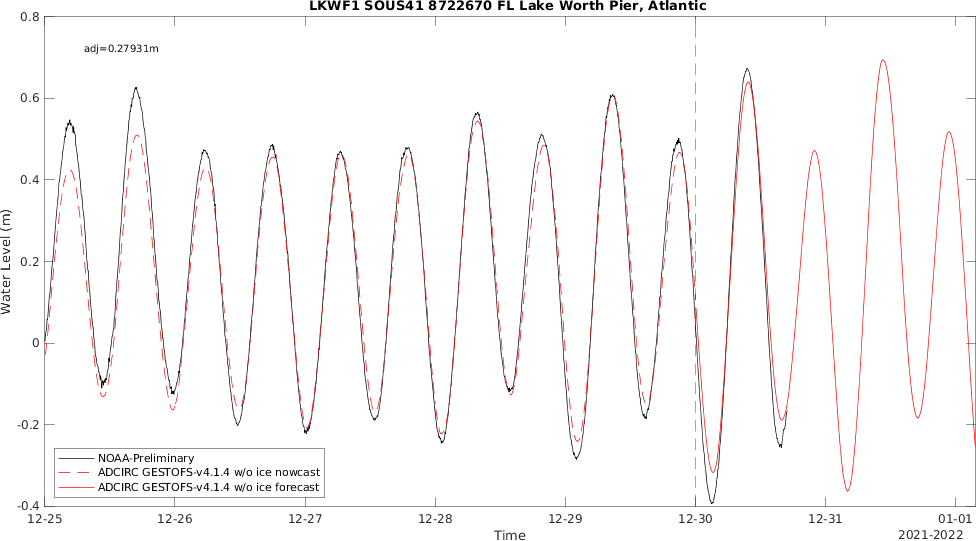 LKWF1 SOUS41 8722670 FL Lake Worth Pier, Atlantic
adj=0.27931m
0.8
0.6
0.4
0.2
0
-0.2
-0.4
Water Level (m)
NOAA-Preliminary
ADCIRC GESTOFS-v4.1.4 w/o ice nowcast
ADCIRC GESTOFS-v4.1.4 w/o ice forecast
12-25 12-26 12-27 12-28 12-29 12-30 12-31 01-01
Time
2021-2022